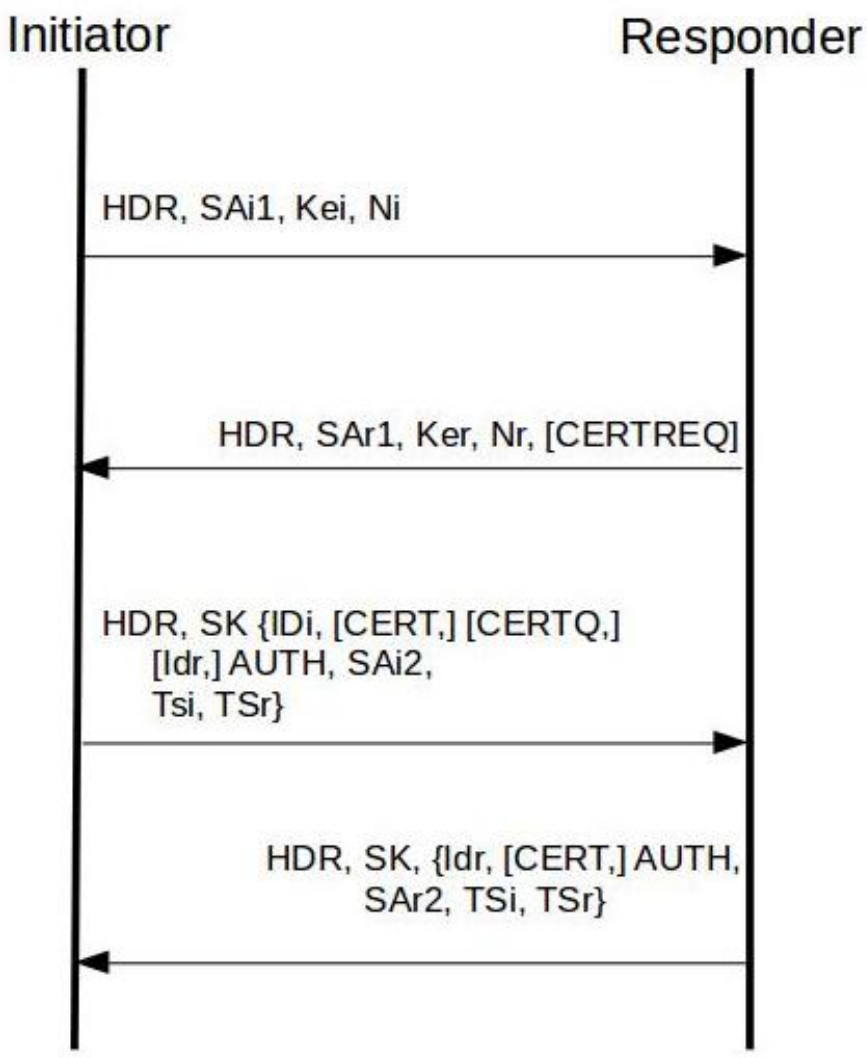 Initiator
Responder
HDR, SAi1, Kei, Ni
HDR, SAr1, Ker, Nr, [CERTREQ]
HDR, SK {IDi, [CERT,] [CERTQ,]
[Idr,] AUTH, SAi2,
Tsi, TSr}
HDR, SK, {Idr, [CERT,] AUTH,
SAr2, TSi, TSr}